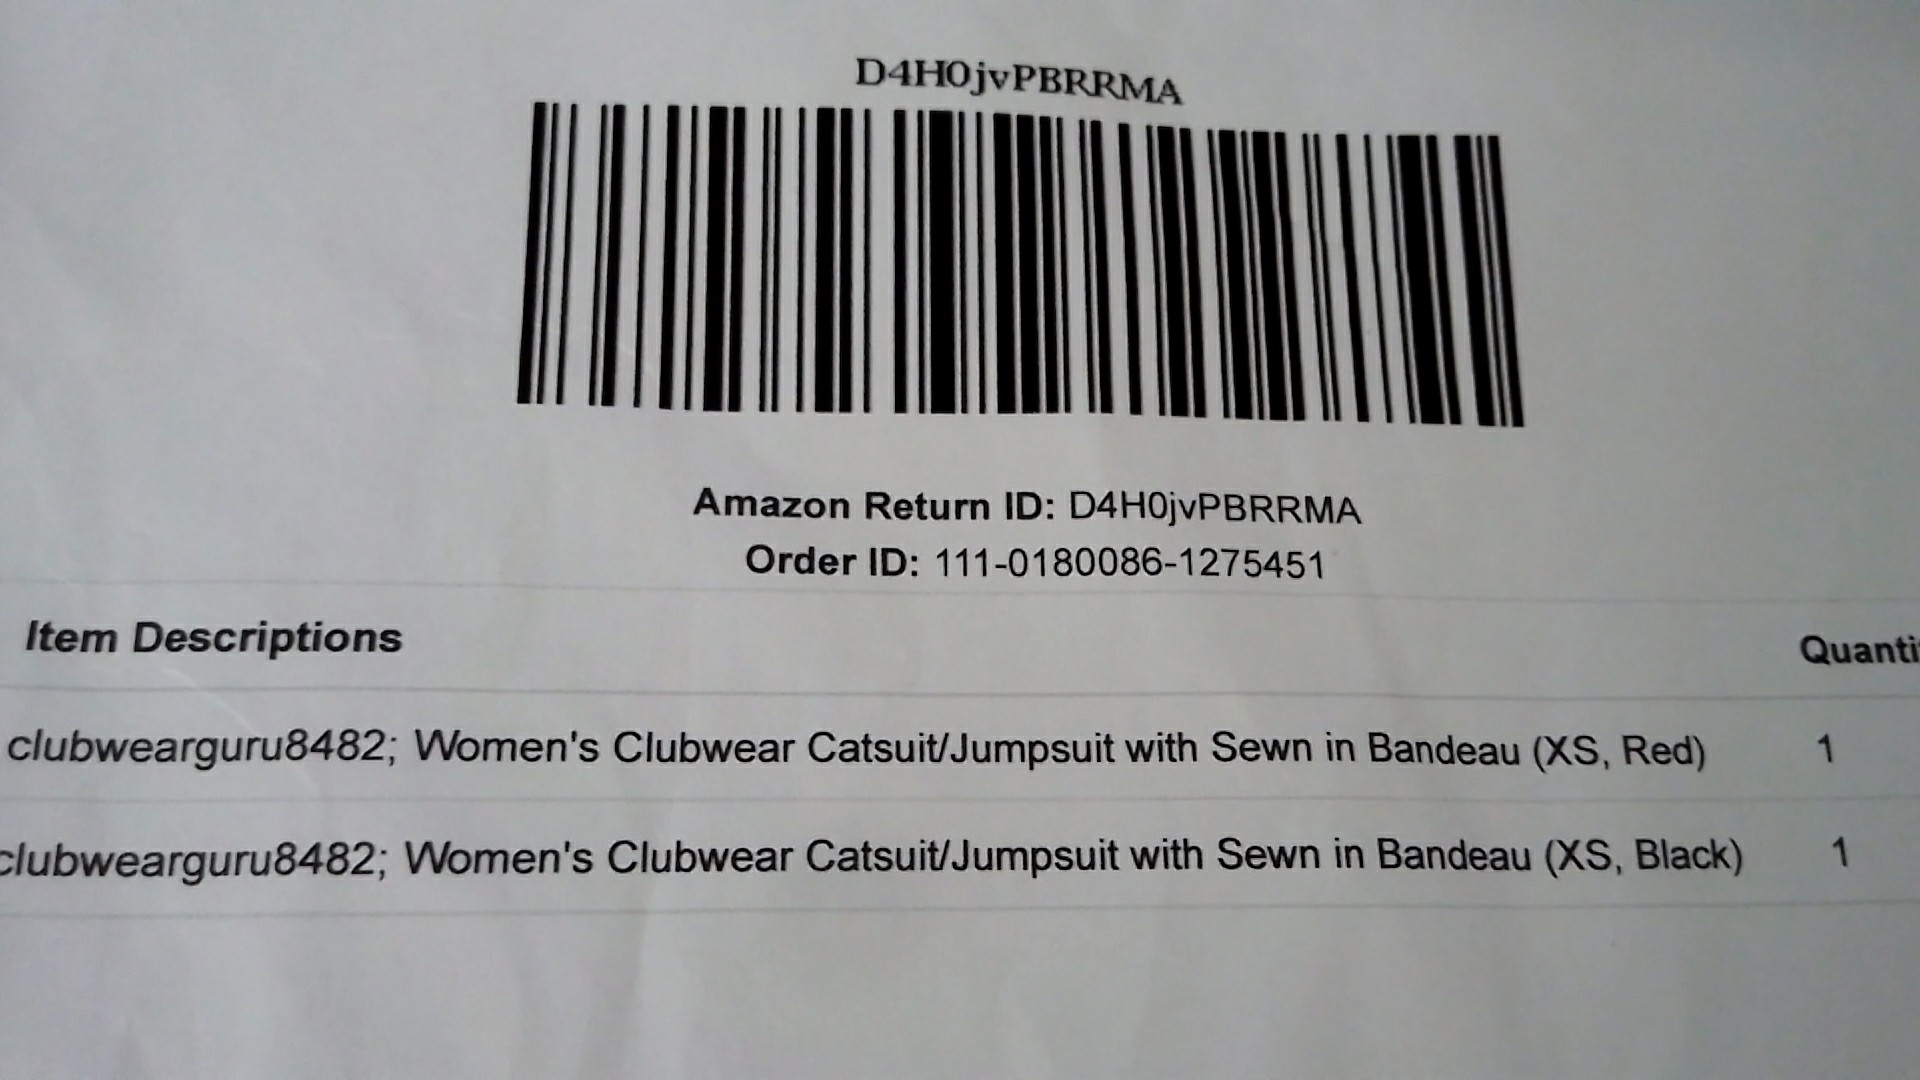 D4H0jvPBRRMA
Amazon Return ID: D4H0jvPBRRMA
Order ID: 111-0180086-1275451
Item Descriptions Quanti
clubwearguru8482; Women's Clubwear Catsuit/Jumpsuit with Sewn in Bandeau (XS, Red) 1
clubwearguru8482; Women's Clubwear Catsuit/Jumpsuit with Sewn in Bandeau (XS, Black) 1